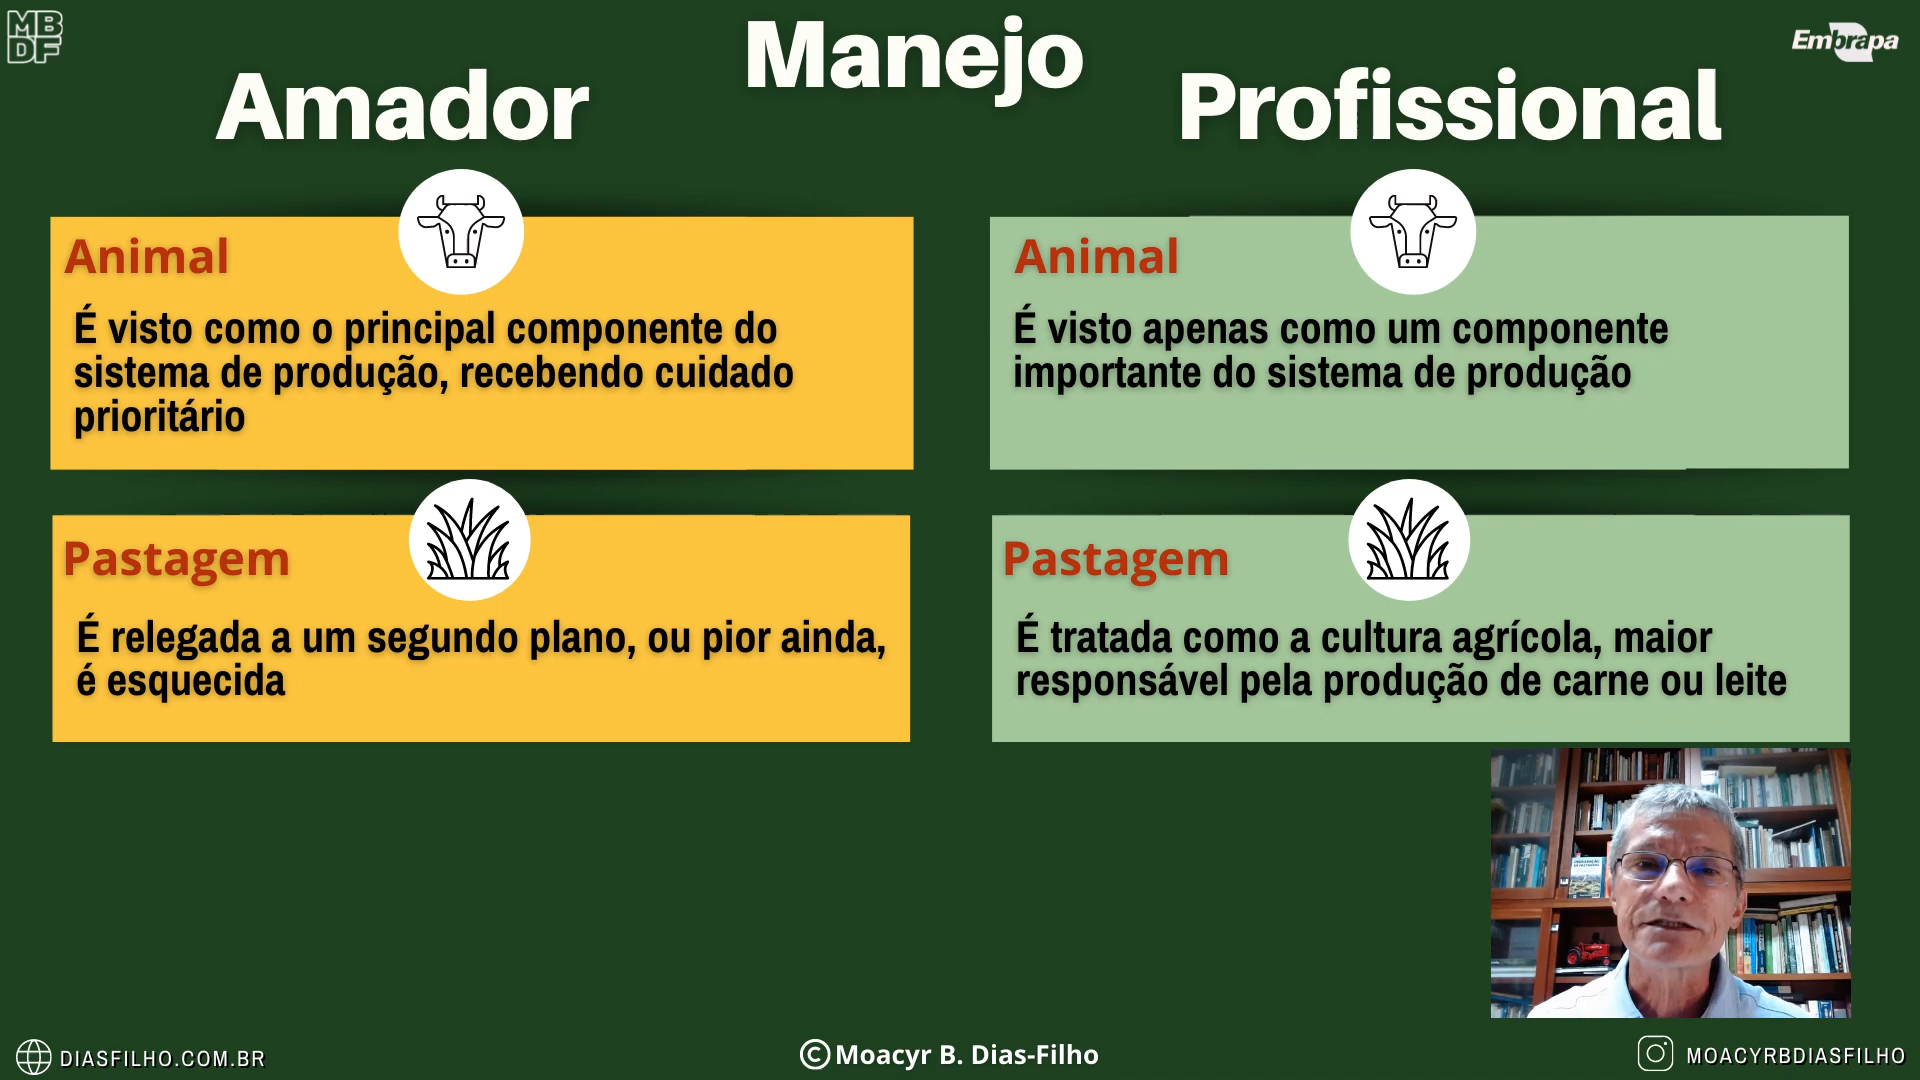 MB
DF
Manejo
Embrapa
Amador
Profissional
Animal
É visto como o principal componente do
sistema de produção, recebendo cuidado
prioritário
Animal
É visto apenas como um componente
importante do sistema de produção
Pastagem
É relegada a um segundo plano, ou pior ainda,
é esquecida
Pastagem
É tratada como a cultura agrícola, maior
responsável pela produção de carne ou leite
DIASFILHO.COM.BR
© Moacyr B. Dias-Filho
MOACYRBDIASFILHO